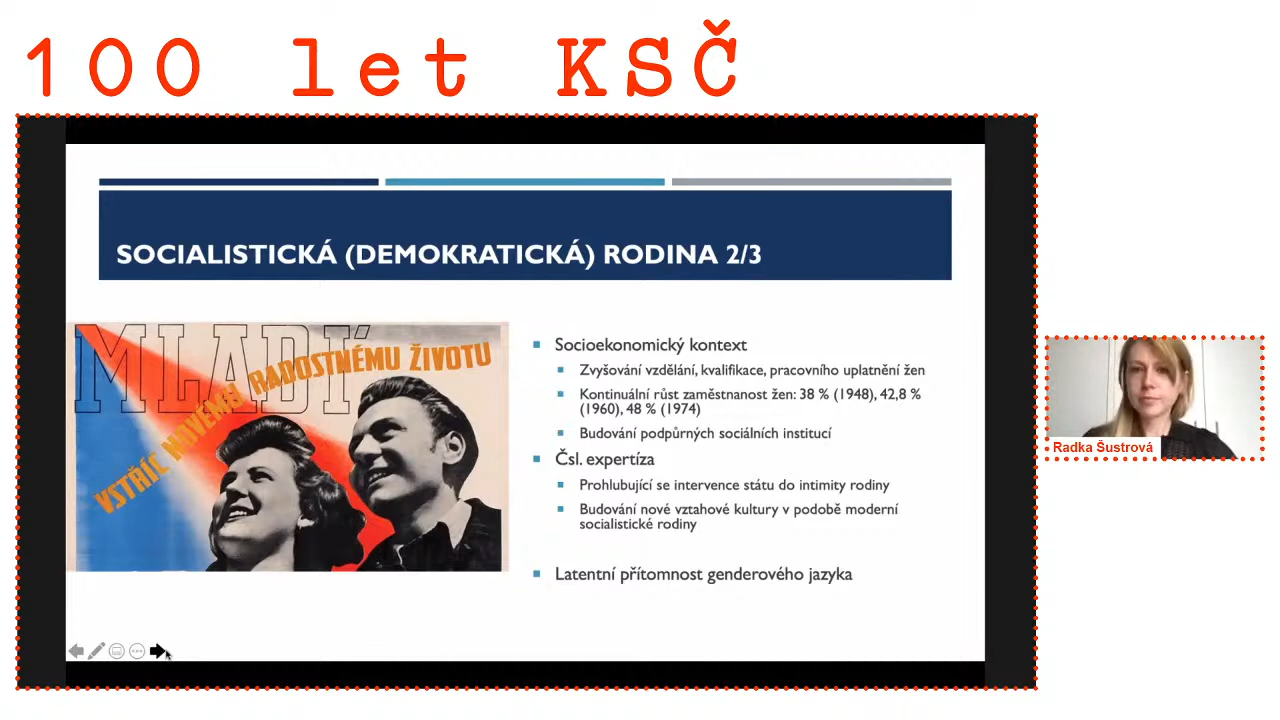 100 let KSČ
SOCIALISTICKÁ (DEMOKRATICKÁ) RODINA 2/3
MLADÍ
VSTŘÍC NOVÉMU RADOSTNÉMU ŽIVOTU
Socioekonomický kontext
Zvyšování vzdělání, kvalifikace, pracovního uplatnění žen
Kontinuální růst zaměstnanost žen: 38 % (1948), 42,8 %
(1960), 48 % (1974)
Budování podpůrných sociálních institucí
Čsl. expertíza
Prohlubující se intervence státu do intimity rodiny
Budování nové vztahové kultury v podobě moderní
socialistické rodiny
Latentní přítomnost genderového jazyka
Radka Šustrová